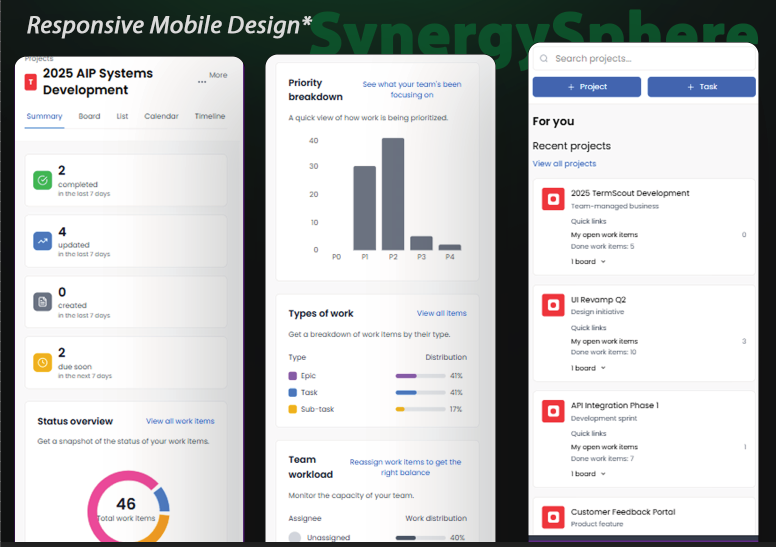 Responsive Mobile Design*
SynergySphere
Projects
T
2025 AIP Systems
Development
...
More
Summary
Board
List
Calendar
Timeline
2
completed
in the last 7 days
4
updated
in the last 7 days
0
created
in the last 7 days
2
due soon
in the next 7 days
Status overview
View all work items
Get a snapshot of the status of your work items.
46
Total work items
Priority
breakdown
See what your team's been
focusing on
A quick view of how work is being prioritized.
40
30
20
10
0
P0
P1
P2
P3
P4
Types of work
View all items
Get a breakdown of work items by their type.
Type
Distribution
Epic
41%
Task
41%
Sub-task
17%
Team
workload
Reassign work items to get the
right balance
Monitor the capacity of your team.
Assignee
Work distribution
Unassigned
40%
Search projects...
+ Project
+ Task
For you
Recent projects
View all projects
2025 TermScout Development
Team-managed business
Quick links
My open work items
0
Done work items: 5
1 board
UI Revamp Q2
Design initiative
Quick links
My open work items
3
Done work items: 10
1 board
API Integration Phase 1
Development sprint
Quick links
My open work items
1
Done work items: 7
1 board
Customer Feedback Portal
Product feature